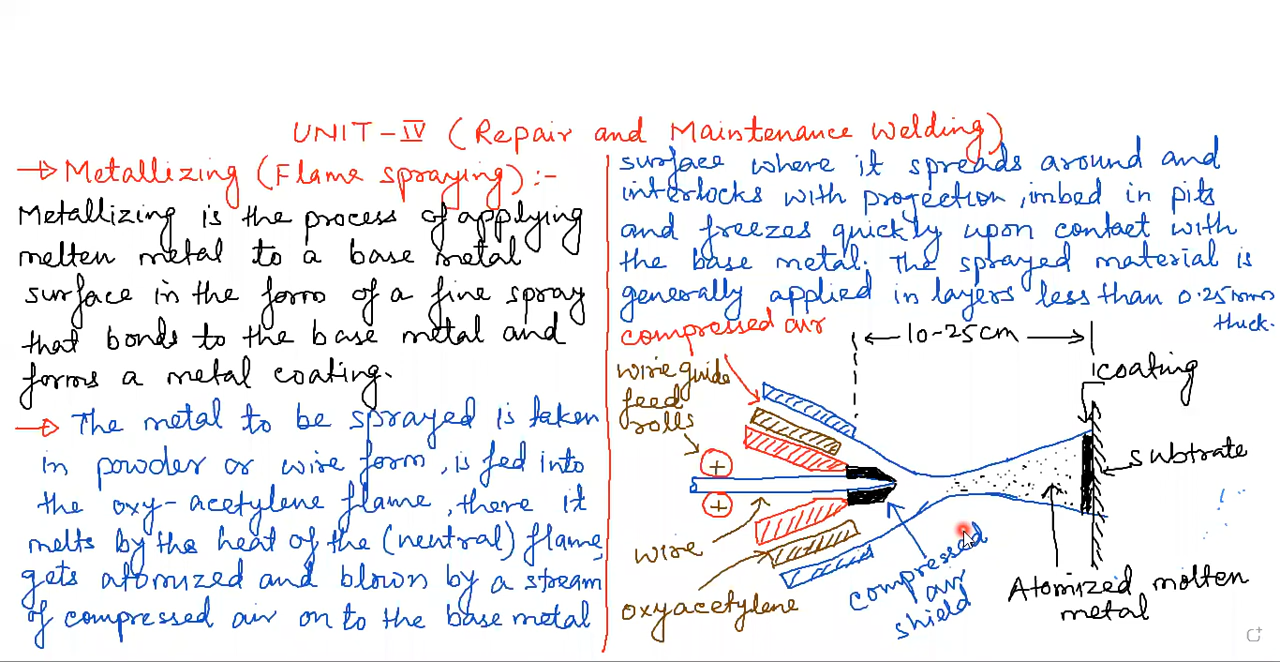 UNIT-IV (Repair and Maintenance Welding)
→ Metallizing (Flame spraying):-
Metallizing is the process of applying
melten metal to a base metal
surface in the form of a fine spray
that bonds to the base metal and
forms a metal coating.
→ The metal to be sprayed is taken
in powder or wire form, is fed into
the oxy-acetylene flame, there it
melts by the heat of the (neutral) flame,
gets atomized and blown by a stream
of compressed air on to the base metal
surface where it spreads around and
interlocks with projection, imbed in pits
and freezes quickly upon contact with
the base metal. The sprayed material is
generally applied in layers less than 0.25mm
thick.
compressed air
10-25cm
wire guide
feed
rolls
coating
subtrate
wire
oxyacetylene
compressed
air
shield
Atomized molten
metal